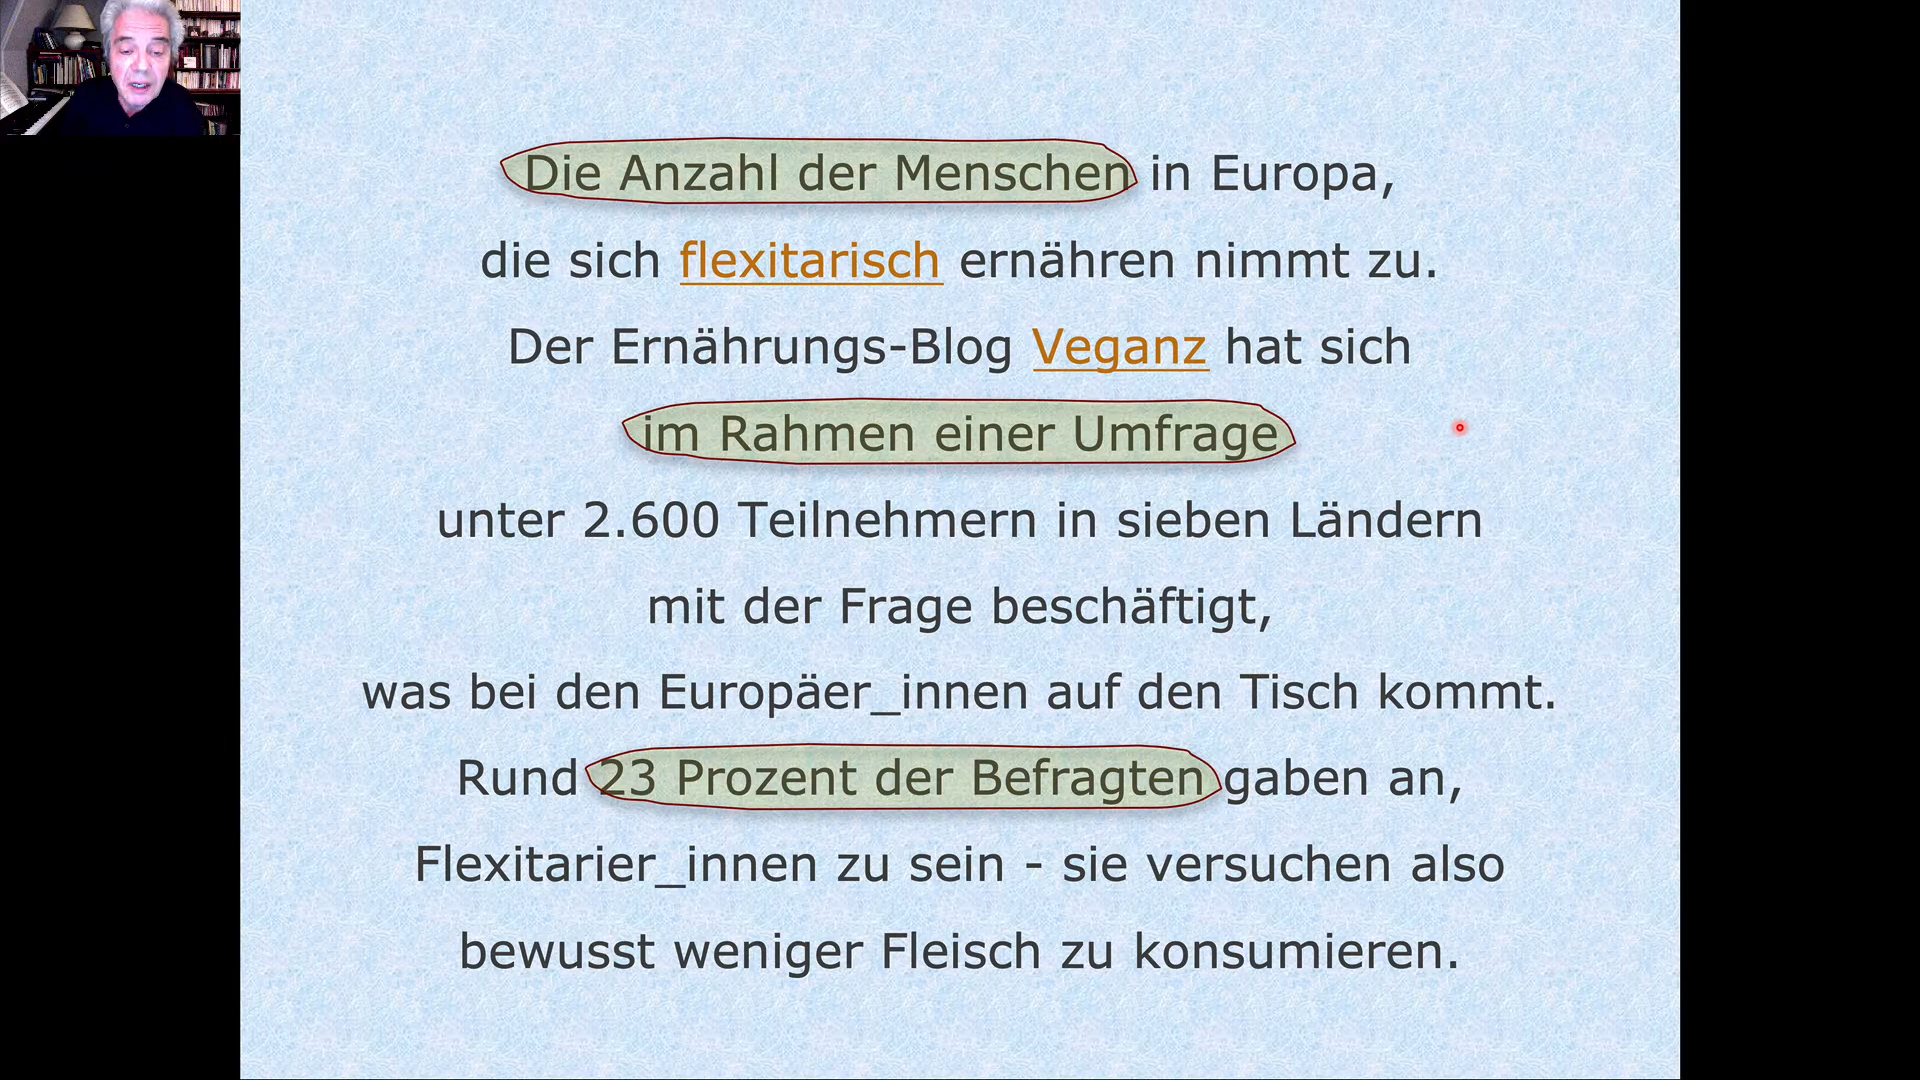 Die Anzahl der Menschen in Europa,
die sich flexitarisch ernähren nimmt zu.
Der Ernährungs-Blog Veganz hat sich
im Rahmen einer Umfrage
unter 2.600 Teilnehmern in sieben Ländern
mit der Frage beschäftigt,
was bei den Europäer_innen auf den Tisch kommt.
Rund 23 Prozent der Befragten gaben an,
Flexitarier_innen zu sein - sie versuchen also
bewusst weniger Fleisch zu konsumieren.